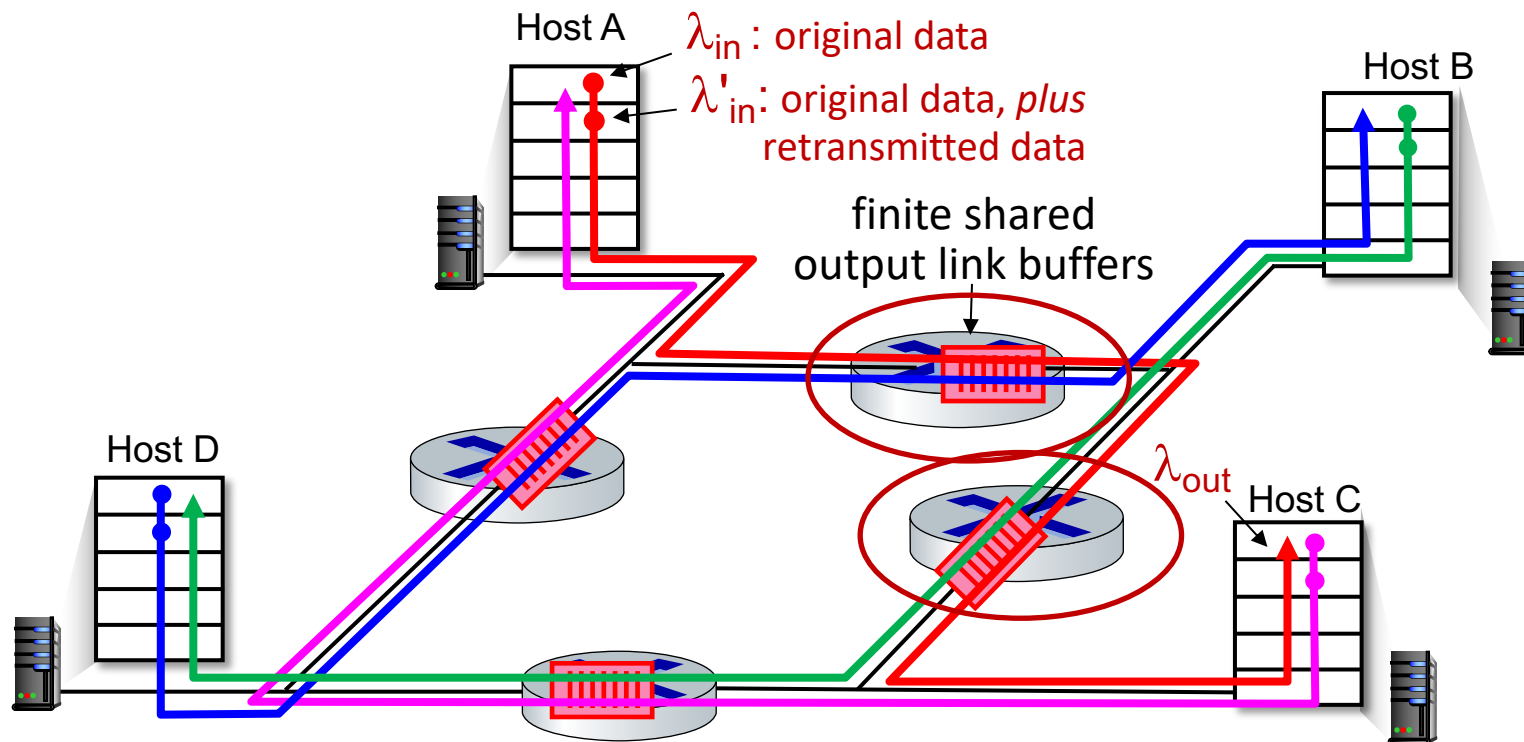 Host A
λin : original data
λ'in: original data, plus
retransmitted data
Host B
finite shared
output link buffers
Host D
λout
Host C